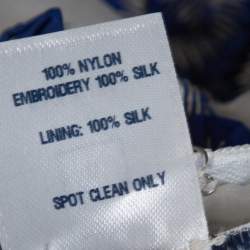 100% NYLON
EMBROIDERY 100% SILK
LINING: 100% SILK
SPOT CLEAN ONLY